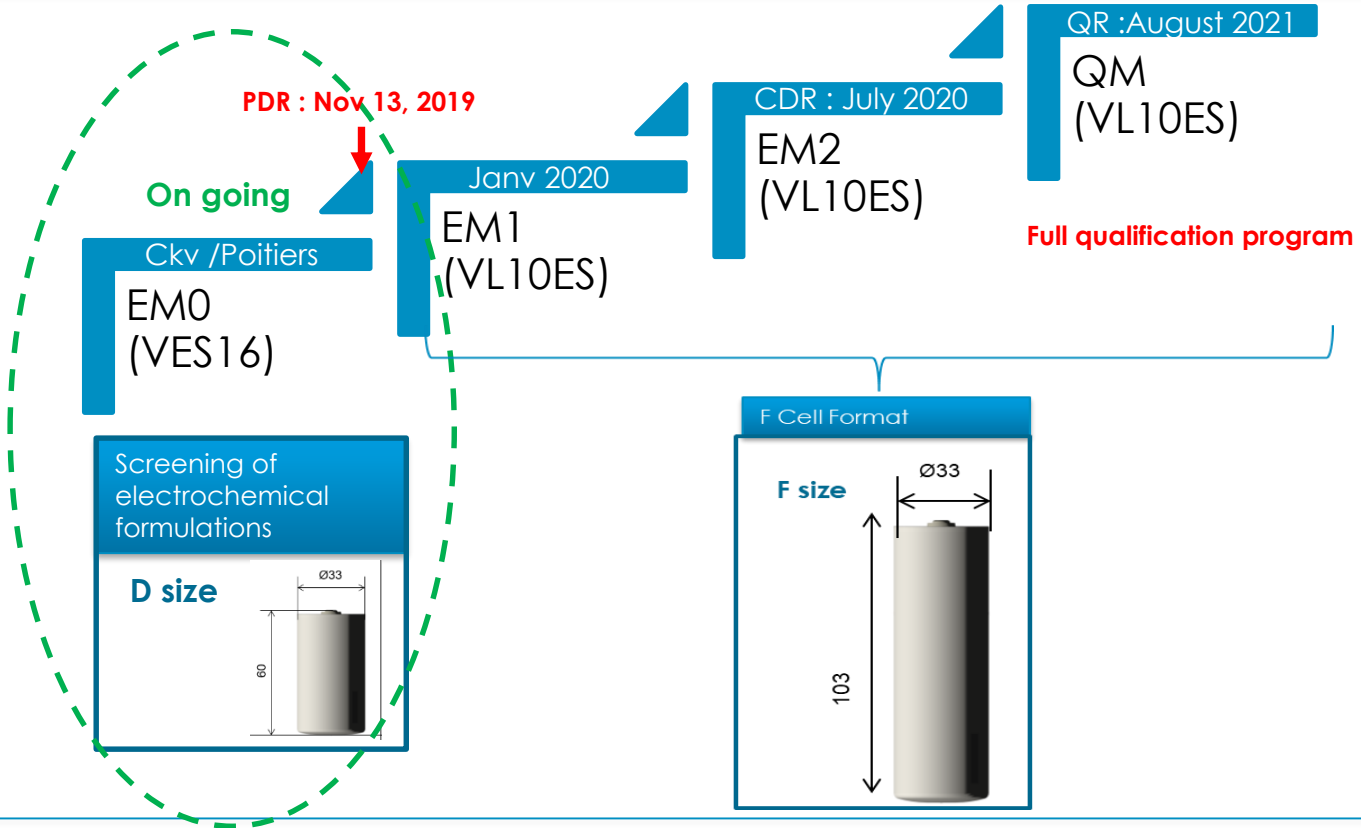 QR :August 2021
QM
(VL10ES)
Full qualification program
CDR : July 2020
EM2
(VL10ES)
PDR : Nov 13, 2019
Janv 2020
EM1
(VL10ES)
On going
Ckv /Poitiers
EM0
(VES16)
Screening of
electrochemical
formulations
D size
Ø33
60
F Cell Format
F size
Ø33
103